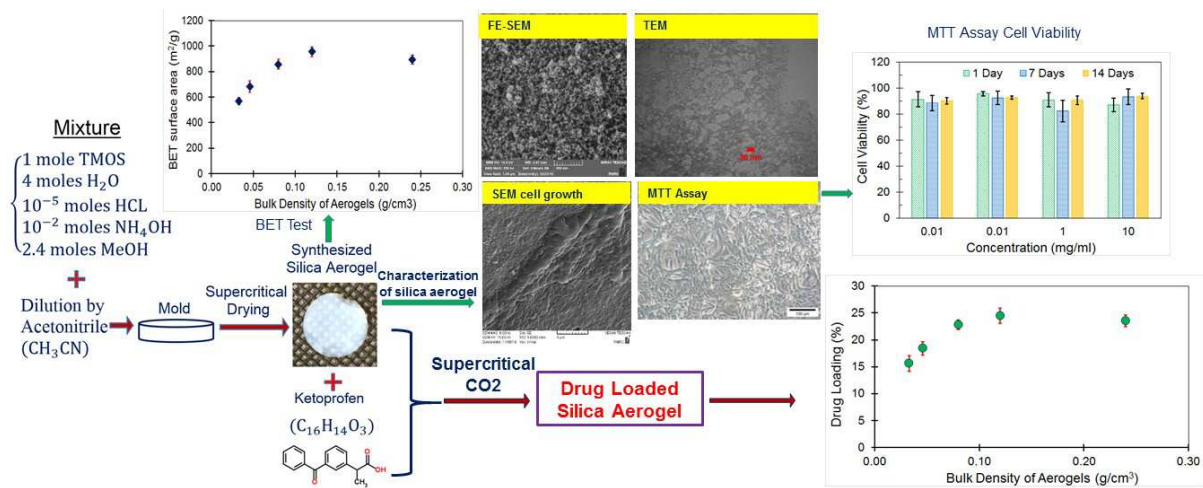 Mixture
1 mole TMOS
4 moles H₂O
10⁻⁵ moles HCL
10⁻² moles NH₄OH
2.4 moles MeOH
+
Dilution by
Acetonitrile
(CH₃CN)
Mold
Supercritical
Drying
BET surface area (m²/g)
1200
1000
800
600
400
200
0
0.00 0.05 0.10 0.15 0.20 0.25 0.30
Bulk Density of Aerogels (g/cm3)
BET Test
Synthesized
Silica Aerogel
Characterization
of silica aerogel
+
Ketoprofen
(C₁₆H₁₄O₃)
O
O
OH
CH₃
Supercritical
CO2
Drug Loaded
Silica Aerogel
FE-SEM
TEM
SEM cell growth
MTT Assay
MTT Assay Cell Viability
1 Day 7 Days 14 Days
Cell Viability (%)
120
100
80
60
40
20
0
0.01 0.01 1 10
Concentration (mg/ml)
Drug Loading (%)
30
25
20
15
10
5
0
0.00 0.10 0.20 0.30
Bulk Density of Aerogels (g/cm³)